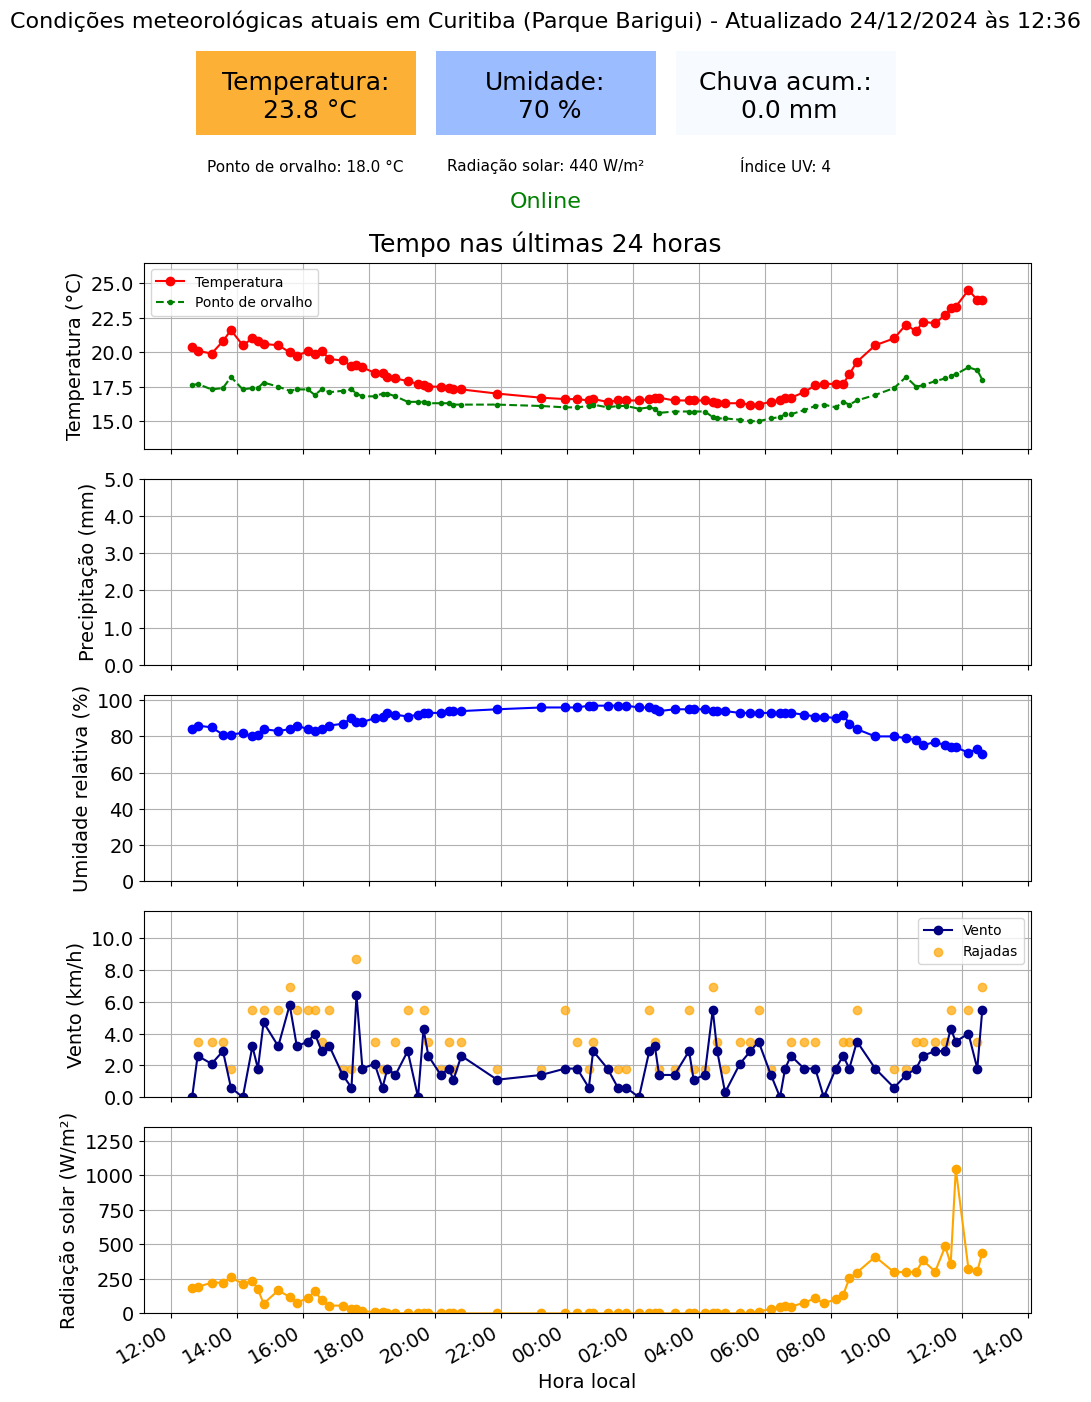 Condições meteorológicas atuais em Curitiba (Parque Barigui) - Atualizado 24/12/2024 às 12:36
Temperatura:
23.8 °C
Umidade:
70 %
Chuva acum.:
0.0 mm
Ponto de orvalho: 18.0 °C
Radiação solar: 440 W/m²
Índice UV: 4
Online
Tempo nas últimas 24 horas
Temperatura (°C)
25.0
22.5
20.0
17.5
15.0
Temperatura
Ponto de orvalho
Precipitação (mm)
5.0
4.0
3.0
2.0
1.0
0.0
Umidade relativa (%)
100
80
60
40
20
0
Vento (km/h)
10.0
8.0
6.0
4.0
2.0
0.0
Vento
Rajadas
Radiação solar (W/m²)
1250
1000
750
500
250
0
12:00
14:00
16:00
18:00
20:00
22:00
00:00
02:00
04:00
06:00
08:00
10:00
12:00
14:00
Hora local